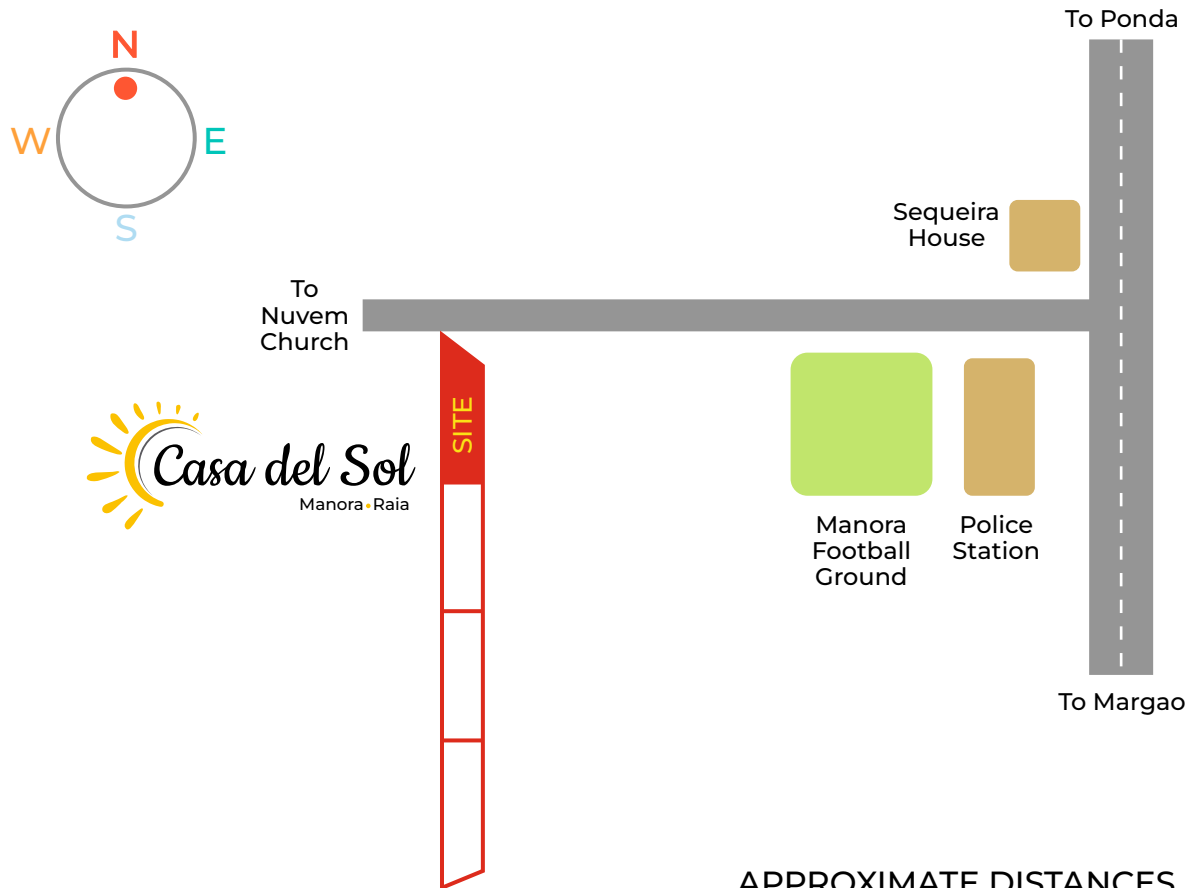 To Ponda
N
W
E
S
Sequeira
House
To
Nuvem
Church
SITE
Casa del Sol
Manora•Raia
Manora
Football
Ground
Police
Station
To Margao
APPROXIMATE DISTANCES